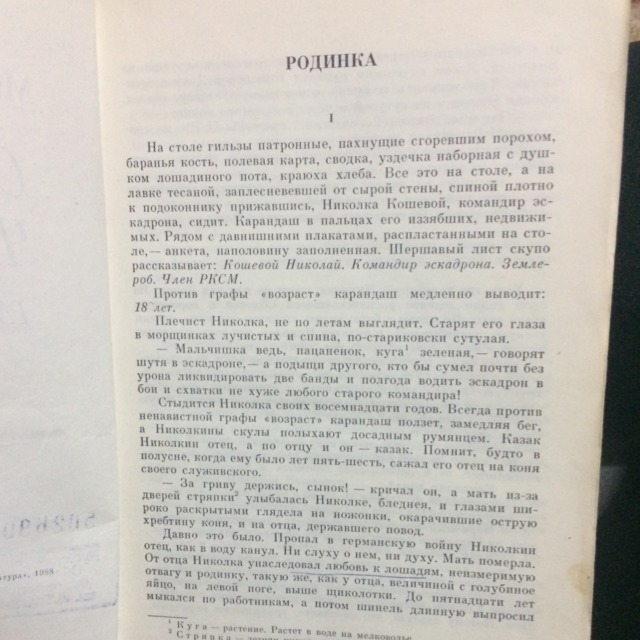 РОДИНКА
I
На столе гильзы патронные, пахнущие сгоревшим порохом,
баранья кость, полевая карта, сводка, уздечка наборная с душ-
ком лошадиного пота, краюха хлеба. Все это на столе, а на
лавке тесаной, заплесневевшей от сырой стены, спиной плотно
к подоконнику прижавшись, Николка Кошевой, командир эс-
кадрона, сидит. Карандаш в пальцах его иззябших, недвижи-
мых. Рядом с давнишними плакатами, распластанными на сто-
ле,— анкета, наполовину заполненная. Шершавый лист скупо
рассказывает: Кошевой Николай. Командир эскадрона. Земле-
роб. Член РКСМ.
Против графы «возраст» карандаш медленно выводит:
18 лет.
Плечист Николка, не по летам выглядит. Старят его глаза
в морщинках лучистых и спина, по-стариковски сутулая.
— Мальчишка ведь, пацаненок, куга¹ зеленая,— говорят
шутя в эскадроне,— а подыщи другого, кто бы сумел почти без
урона ликвидировать две банды и полгода водить эскадрон в
бои и схватки не хуже любого старого командира!
Стыдится Николка своих восемнадцати годов. Всегда против
ненавистной графы «возраст» карандаш ползет, замедляя бег,
а Николкины скулы полыхают досадным румянцем. Казак
Николкин отец, а по отцу и он — казак. Помнит, будто в
полусне, когда ему было лет пять-шесть, сажал его отец на коня
своего служивского.
— За гриву держись, сынок! — кричал он, а мать из-за
дверей стряпки² улыбалась Николке, бледнея, и глазами ши-
роко раскрытыми глядела на ножонки, окарачившие острую
хребтину коня, и на отца, державшего повод.
Давно это было. Пропал в германскую войну Николкин
отец, как в воду канул. Ни слуху о нем, ни духу. Мать померла.
От отца Николка унаследовал любовь к лошадям, неизмеримую
отвагу и родинку, такую же, как у отца, величиной с голубиное
яйцо, на левой ноге, выше щиколотки. До пятнадцати лет
мыкался по работникам, а потом шинель длинную выпросил
¹ Куга — растение. Растет в воде на мелководье.
² Стряпка —
1988